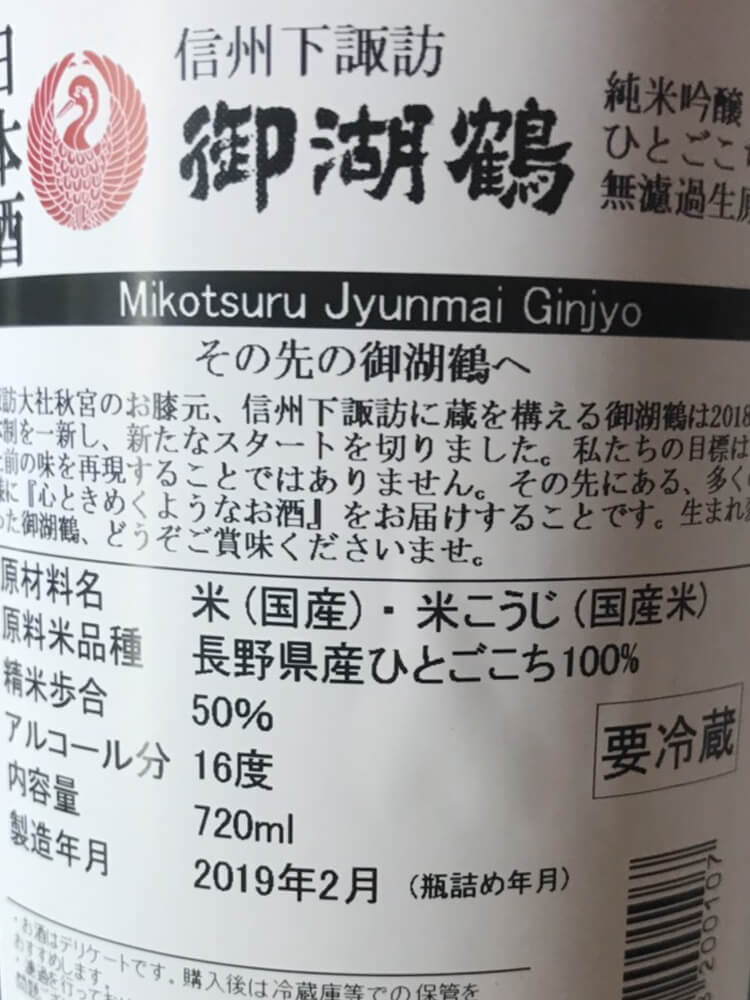 日本酒
信州下諏訪
御湖鶴
純米吟醸
ひとごこち
無濾過生原
Mikotsuru Jyunmai Ginjyo
その先の御湖鶴へ
訪大社秋宮のお膝元、信州下諏訪に蔵を構える御湖鶴は2018
制を一新し、新たなスタートを切りました。私たちの目標は
前の味を再現することではありません。その先にある、多く
に『心ときめくようなお酒』をお届けすることです。生まれ
った御湖鶴、どうぞご賞味くださいませ。
原材料名 米(国産)・米こうじ(国産米)
原料米品種 長野県産ひとごこち100%
精米歩合 50%
アルコール分 16度
内容量 720ml
製造年月 2019年2月 (瓶詰め年月)
要冷蔵
200107
・お酒はデリケートです。購入後は冷蔵庫等での保管を
おすすめします。